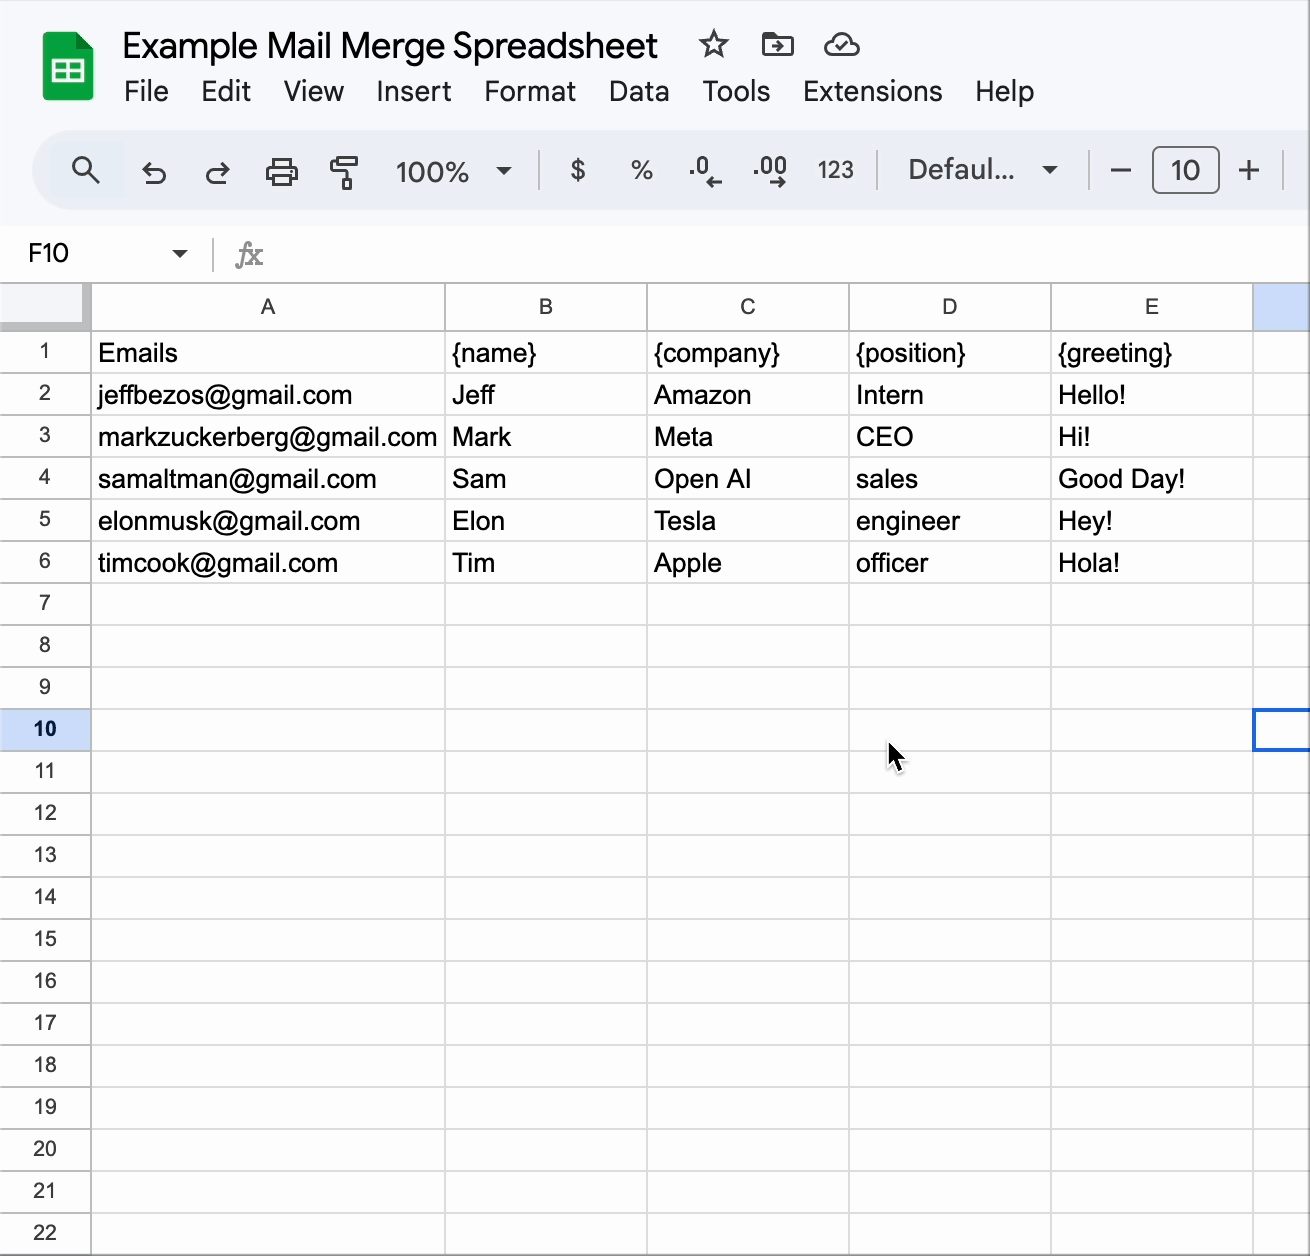 Example Mail Merge Spreadsheet
File Edit View Insert Format Data Tools Extensions Help
100% $ % .0 .00 123 Defaul... 10
F10 fx
A B C D E
1 Emails {name} {company} {position} {greeting}
2 jeffbezos@gmail.com Jeff Amazon Intern Hello!
3 markzuckerberg@gmail.com Mark Meta CEO Hi!
4 samaltman@gmail.com Sam Open AI sales Good Day!
5 elonmusk@gmail.com Elon Tesla engineer Hey!
6 timcook@gmail.com Tim Apple officer Hola!
7
8
9
10
11
12
13
14
15
16
17
18
19
20
21
22